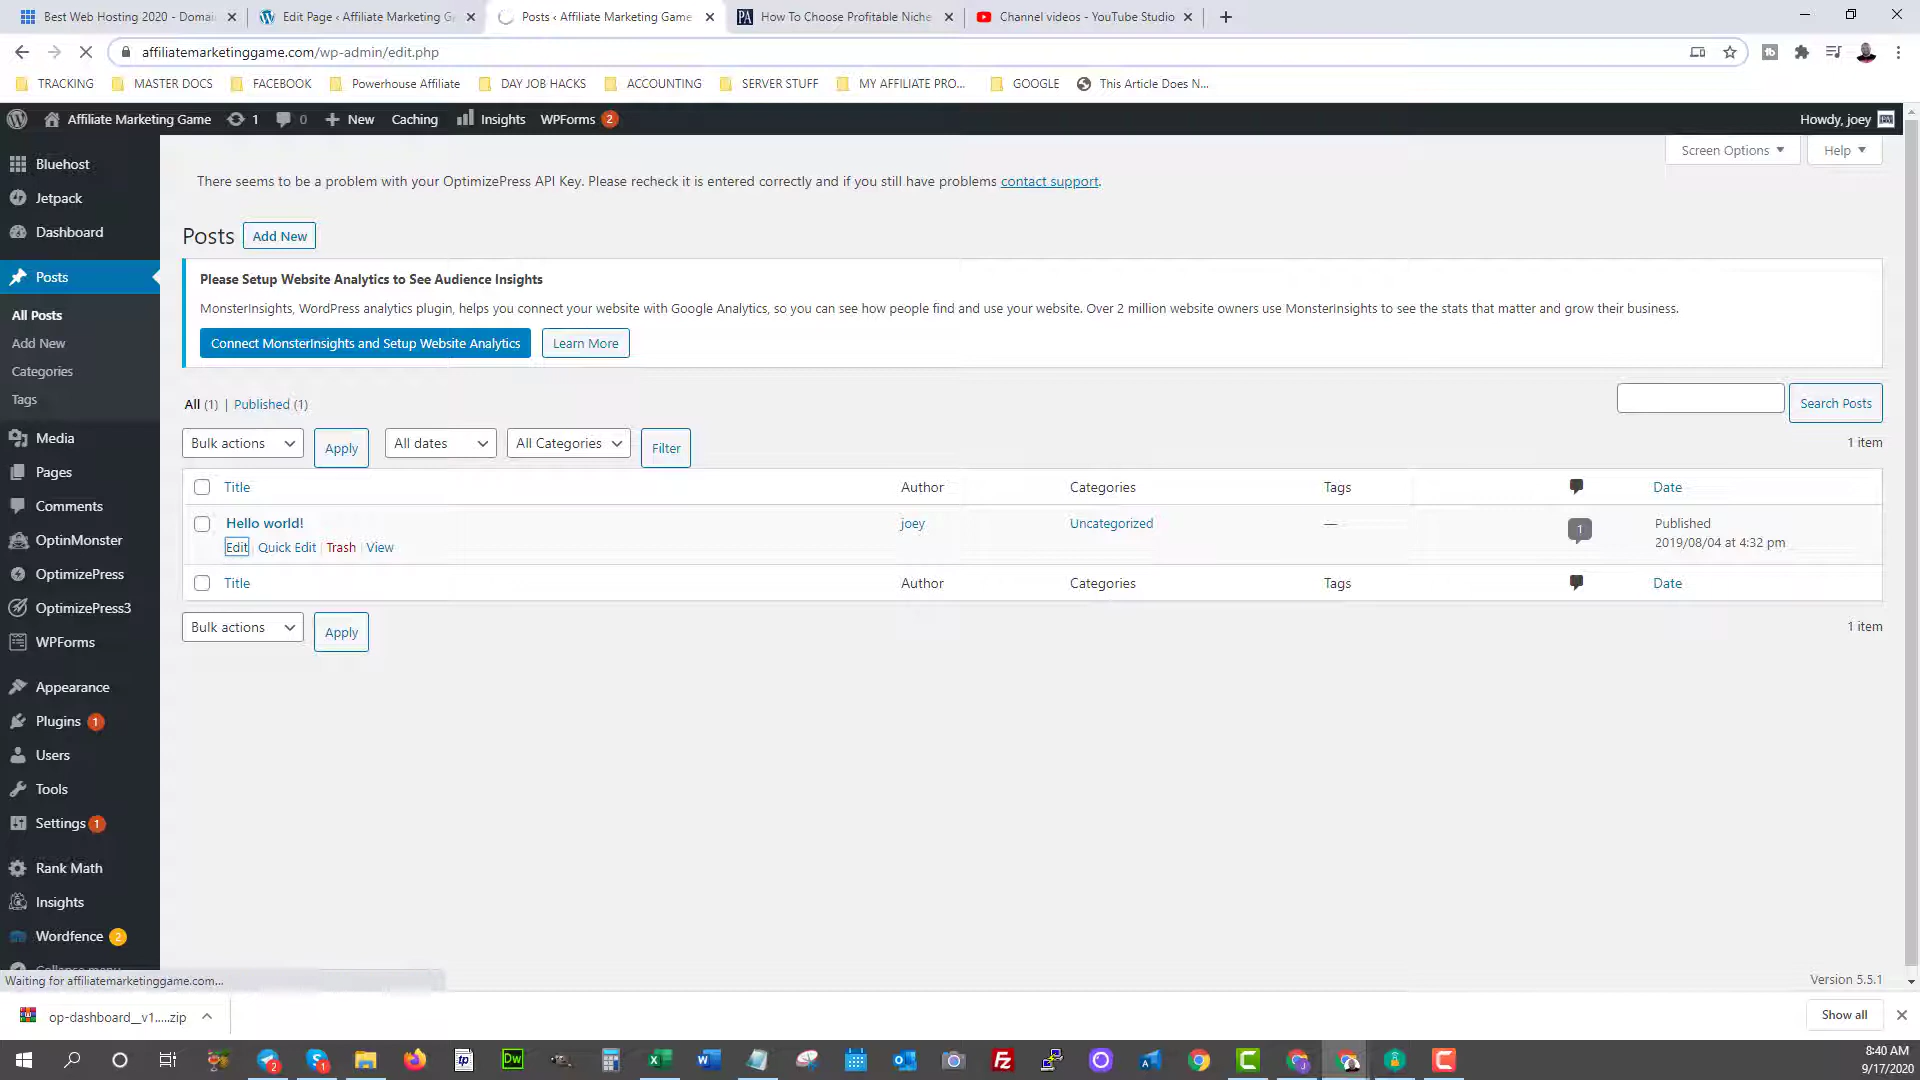 Best Web Hosting 2020 - Domai
Edit Page ‹ Affiliate Marketing G
Posts ‹ Affiliate Marketing Game
How To Choose Profitable Niche
Channel videos - YouTube Studio
affiliatemarketinggame.com/wp-admin/edit.php
TRACKING
MASTER DOCS
FACEBOOK
Powerhouse Affiliate
DAY JOB HACKS
ACCOUNTING
SERVER STUFF
MY AFFILIATE PRO...
GOOGLE
This Article Does N...
Affiliate Marketing Game
1
0
New
Caching
Insights
WPForms 2
Howdy, joey
Screen Options
Help
There seems to be a problem with your OptimizePress API Key. Please recheck it is entered correctly and if you still have problems contact support.
Posts
Add New
Please Setup Website Analytics to See Audience Insights
MonsterInsights, WordPress analytics plugin, helps you connect your website with Google Analytics, so you can see how people find and use your website. Over 2 million website owners use MonsterInsights to see the stats that matter and grow their business.
Connect MonsterInsights and Setup Website Analytics
Learn More
All (1) | Published (1)
Search Posts
Bulk actions
Apply
All dates
All Categories
Filter
1 item
Title
Author
Categories
Tags
Date
Hello world!
joey
Uncategorized
—
1
Published
2019/08/04 at 4:32 pm
Edit | Quick Edit | Trash | View
Title
Author
Categories
Tags
Date
Bulk actions
Apply
1 item
Bluehost
Jetpack
Dashboard
Posts
All Posts
Add New
Categories
Tags
Media
Pages
Comments
OptinMonster
OptimizePress
OptimizePress3
WPForms
Appearance
Plugins 1
Users
Tools
Settings 1
Rank Math
Insights
Wordfence 2
Collapse menu
Waiting for affiliatemarketinggame.com...
Version 5.5.1
op-dashboard__v1.....zip
Show all
8:40 AM
9/17/2020